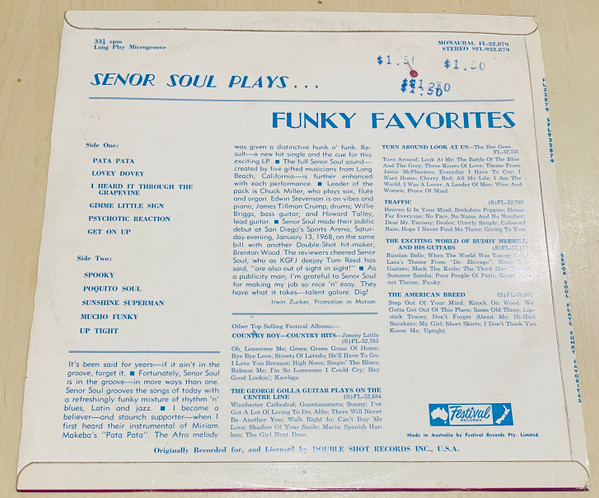 33⅓ rpm
Long Play Microgroove
MONAURAL FL-32,879
STEREO SFL-932,879
$1.50 $1.50
SENOR SOUL PLAYS . . .
FUNKY FAVORITES
Side One:
PATA PATA
LOVEY DOVEY
I HEARD IT THROUGH THE
GRAPEVINE
GIMME LITTLE SIGN
PSYCHOTIC REACTION
GET ON UP
Side Two:
SPOOKY
POQUITO SOUL
SUNSHINE SUPERMAN
MUCHO FUNKY
UP TIGHT
It's been said for years—if it ain't in the
groove, forget it. ■ Fortunately, Senor Soul
is in the groove—in more ways than one.
Senor Soul grooves the songs of today with
a refreshingly funky mixture of rhythm 'n'
blues, Latin and jazz. ■ I became a
believer—and staunch supporter—when I
first heard their instrumental of Miriam
Makeba's "Pata Pata". The Afro melody
was given a distinctive hunk o' funk. Re-
sult—a new hit single and the cue for this
exciting LP. ■ The full Senor Soul sound—
created by five gifted musicians from Long
Beach, California—is further enhanced
with each performance. ■ Leader of the
pack is Chuck Miller, who plays sax, flute
and organ. Edwin Stevenson is on vibes and
piano; James Tillman Crump, drums; Willie
Briggs, bass guitar; and Howard Talley,
lead guitar. ■ Senor Soul made their public
debut at San Diego's Sports Arena, Satur-
day evening, January 13, 1968, on the same
bill with another Double-Shot hit-maker,
Brenton Wood. The reviewers cheered Senor
Soul, who as KGFJ deejay Tom Reed has
said, "are also out of sight in sight!" ■ As
a publicity man, I'm grateful to Senor Soul
for making my job so nice 'n' easy. They
have what it takes—talent galore. Dig!
Irwin Zucker, Promotion in Motion.
Other Top Selling Festival Albums—
COUNTRY BOY—COUNTRY HITS—Jimmy Little
(S)FL-32,783
Oh, Lonesome Me; Green Green Grass Of Home;
Bye Bye Love; Streets Of Laredo; He'll Have To Go;
I Love You Because; High Noon; Singin' The Blues;
Release Me; I'm So Lonesome I Could Cry; Hey
Good Lookin'; Kawliga.
THE GEORGE GOLLA GUITAR PLAYS ON THE
CENTRE LINE (S)FL-32,684
Winchester Cathedral; Guantanamera; Sunny; I've
Got A Lot Of Living To Do; Alfie; There Will Never
Be Another You; Walk Right In; Can't Buy Me
Love; Shadow Of Your Smile; Maria; Spanish Har-
lem; The Girl Next Door.
TURN AROUND LOOK AT US—The Bee Gees
Turn Around, Look At Me; The Battle Of The Blue
And The Grey; Three Kisses Of Love; Theme From
Jamie McPheeters; Everyday I Have To Cry; I
Want Home; Cherry Red; All My Life; I Am The
World; I Was A Lover, A Leader Of Men; Wine And
Women; Peace Of Mind.
TRAFFIC
Heaven Is In Your Mind; Berkshire Poppies; House
For Everyone; No Face, No Name And No Number;
Dear Mr. Fantasy; Dealer; Utterly Simple; Coloured
Rain; Hope I Never Find Me There; Giving To You.
THE EXCITING WORLD OF BUDDY MERRILL
AND HIS GUITARS
Russian Bells; When The World Was Young;
Lara's Theme From "Dr. Zhivago";
Guitars; Mack The Knife; The Third Man
Summer Samba; Poor People Of Paris;
net Theme; Funky.
THE AMERICAN BREED
Step Out Of Your Mind; Knock On Wood; We
Gotta Get Out Of This Place; Same Old Thing; Lip-
stick Traces; Don't Forget About Me; Hi-Heel
Sneakers; My Girl; Short Skirts; I Don't Think You
Know Me; Uptight.
Festival
RECORDS
Made in Australia by Festival Records Pty. Limited
Originally Recorded for, and Licenced by DOUBLE SHOT RECORDS INC., U.S.A.
FL32879 SFL932879
SENOR SOUL PLAYS FUNKY FAVORITES